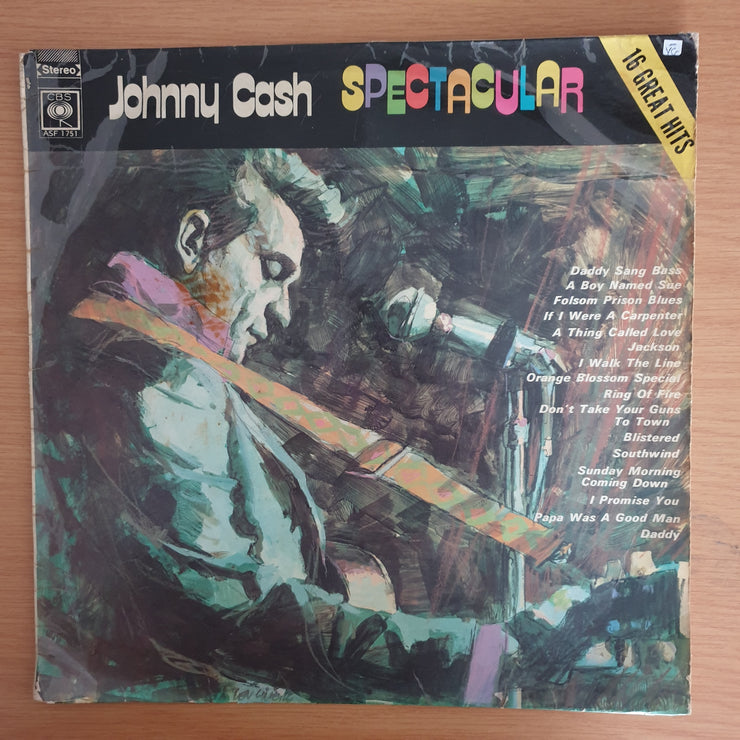 Stereo
CBS
ASF 1751
Johnny Cash SPECTACULAR
16 GREAT HITS
Daddy Sang Bass
A Boy Named Sue
Folsom Prison Blues
If I Were A Carpenter
A Thing Called Love
Jackson
I Walk The Line
Orange Blossom Special
Ring Of Fire
Don't Take Your Guns
To Town
Blistered
Southwind
Sunday Morning
Coming Down
I Promise You
Papa Was A Good Man
Daddy